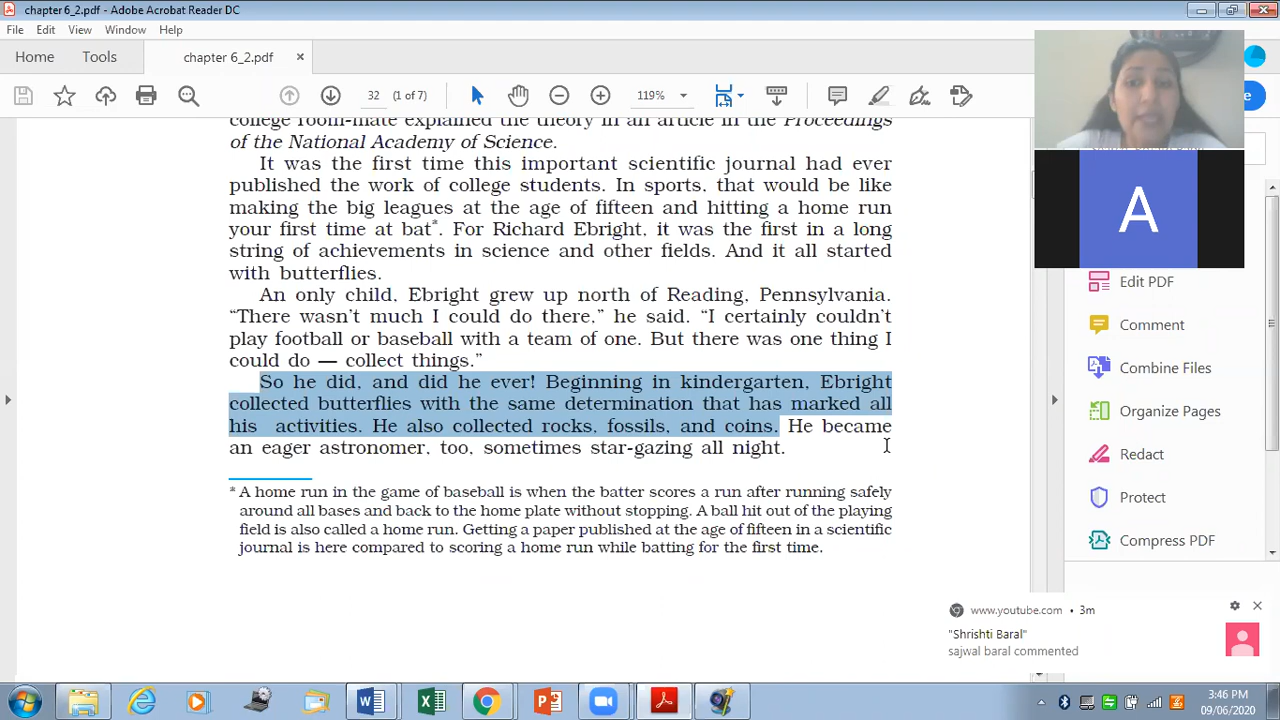 chapter 6_2.pdf - Adobe Acrobat Reader DC
File Edit View Window Help
Home Tools chapter 6_2.pdf ×
32 (1 of 7) 119%
college room-mate explained the theory in an article in the Proceedings
of the National Academy of Science.
It was the first time this important scientific journal had ever
published the work of college students. In sports, that would be like
making the big leagues at the age of fifteen and hitting a home run
your first time at bat*. For Richard Ebright, it was the first in a long
string of achievements in science and other fields. And it all started
with butterflies.
An only child, Ebright grew up north of Reading, Pennsylvania.
“There wasn’t much I could do there,” he said. “I certainly couldn’t
play football or baseball with a team of one. But there was one thing I
could do — collect things.”
So he did, and did he ever! Beginning in kindergarten, Ebright
collected butterflies with the same determination that has marked all
his activities. He also collected rocks, fossils, and coins. He became
an eager astronomer, too, sometimes star-gazing all night.
* A home run in the game of baseball is when the batter scores a run after running safely
around all bases and back to the home plate without stopping. A ball hit out of the playing
field is also called a home run. Getting a paper published at the age of fifteen in a scientific
journal is here compared to scoring a home run while batting for the first time.
A
Edit PDF
Comment
Combine Files
Organize Pages
Redact
Protect
Compress PDF
www.youtube.com • 3m
"Shrishti Baral"
sajwal baral commented
3:46 PM
09/06/2020